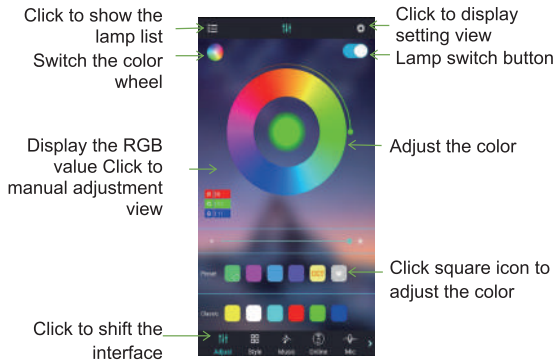 Click to show the
lamp list
Switch the color
wheel
Display the RGB
value Click to
manual adjustment
view
Click to shift the
interface
Click to display
setting view
Lamp switch button
Adjust the color
Click square icon to
adjust the color
Preset
Classic
Adjust
Style
Music
Online
Mic